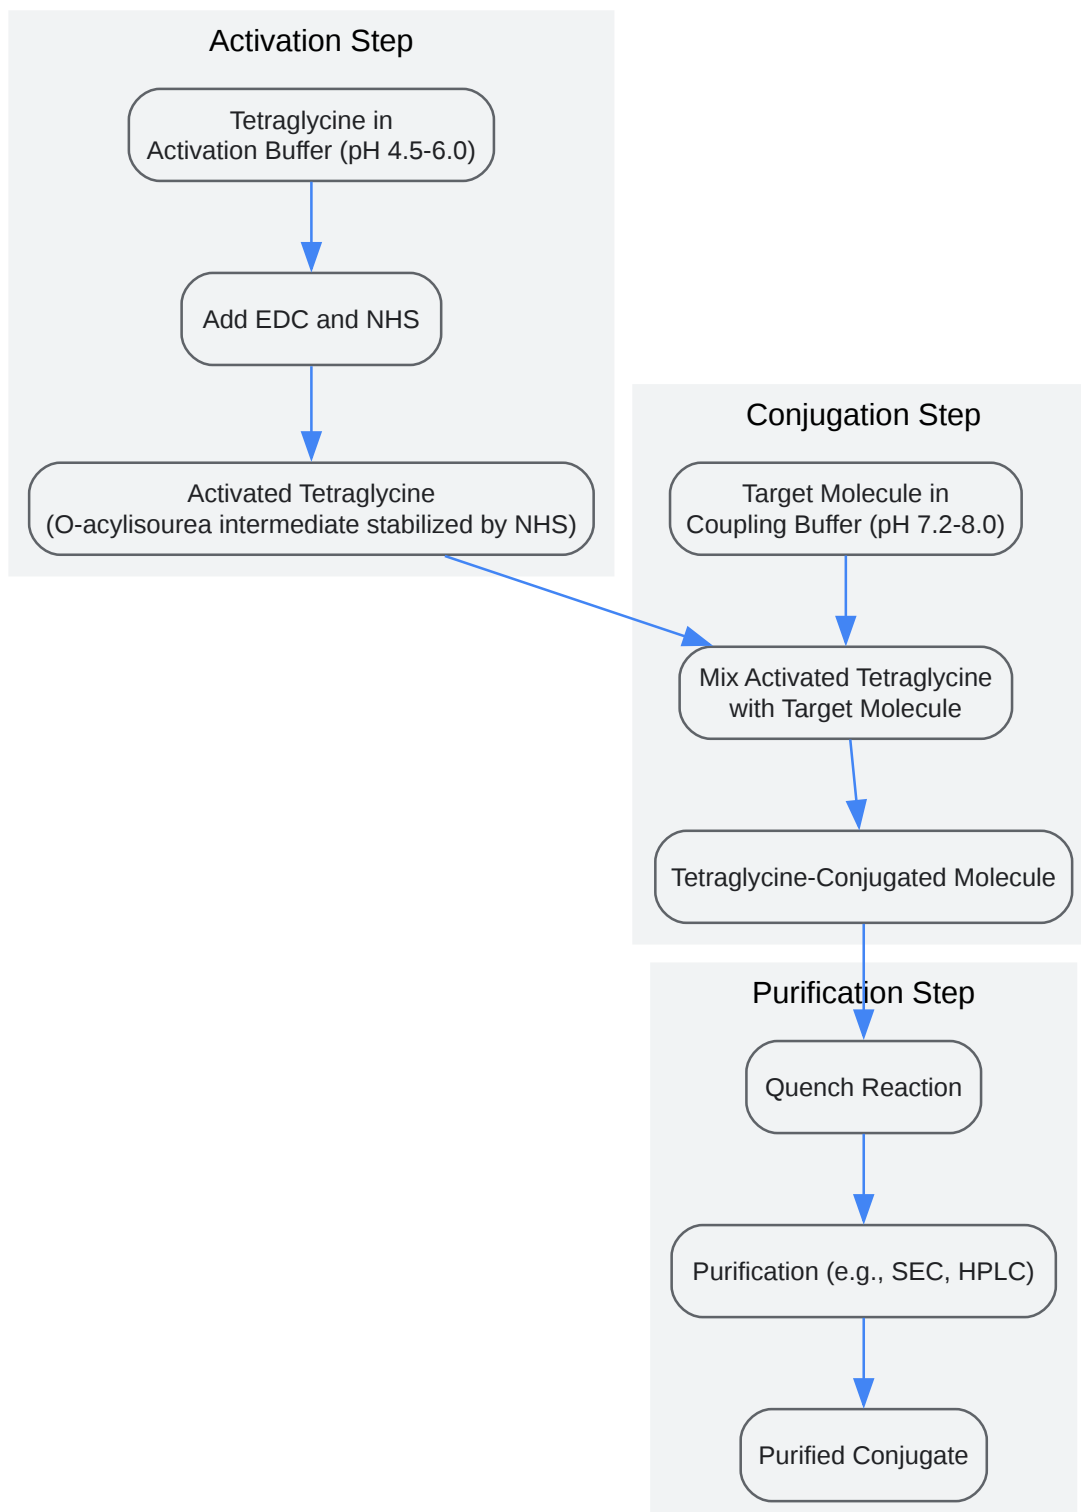 Activation Step
Tetraglycine in
Activation Buffer (pH 4.5-6.0)
Add EDC and NHS
Activated Tetraglycine
(O-acylisourea intermediate stabilized by NHS)
Conjugation Step
Target Molecule in
Coupling Buffer (pH 7.2-8.0)
Mix Activated Tetraglycine
with Target Molecule
Tetraglycine-Conjugated Molecule
Purification Step
Quench Reaction
Purification (e.g., SEC, HPLC)
Purified Conjugate